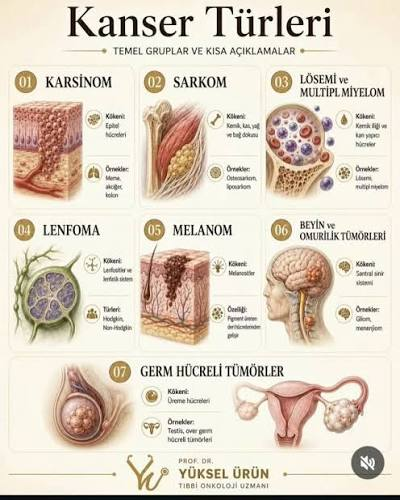 Kanser Türleri
TEMEL GRUPLAR VE KISA AÇIKLAMALAR
01 KARSİNOM
Kökeni:
Epitel
hücreleri
Örnekler:
Meme,
akciğer,
kolon
02 SARKOM
Kökeni:
Kemik, kas, yağ
ve bağ dokusu
Örnekler:
Osteosarkom,
liposarkom
03 LÖSEMİ ve
MULTIPL MİYELOM
Kökeni:
Kemik iliği ve
kan yapıcı
hücreler
Örnekler:
Lösemi,
multipl miyelom
04 LENFOMA
Kökeni:
Lenfositler ve
lenfatik sistem
Türleri:
Hodgkin,
Non-Hodgkin
05 MELANOM
Kökeni:
Melanositler
Özelliği:
Pigment üreten
deri hücrelerinden
gelişir
06 BEYİN ve
OMURİLİK TÜMÖRLERİ
Kökeni:
Santral sinir
sistemi
Örnekler:
Gliom,
menenjiom
07 GERM HÜCRELİ TÜMÖRLER
Kökeni:
Üreme hücreleri
Örnekler:
Testis, over germ
hücreli tümörleri
PROF. DR.
YÜKSEL ÜRÜN
TIBBİ ONKOLOJİ UZMANI